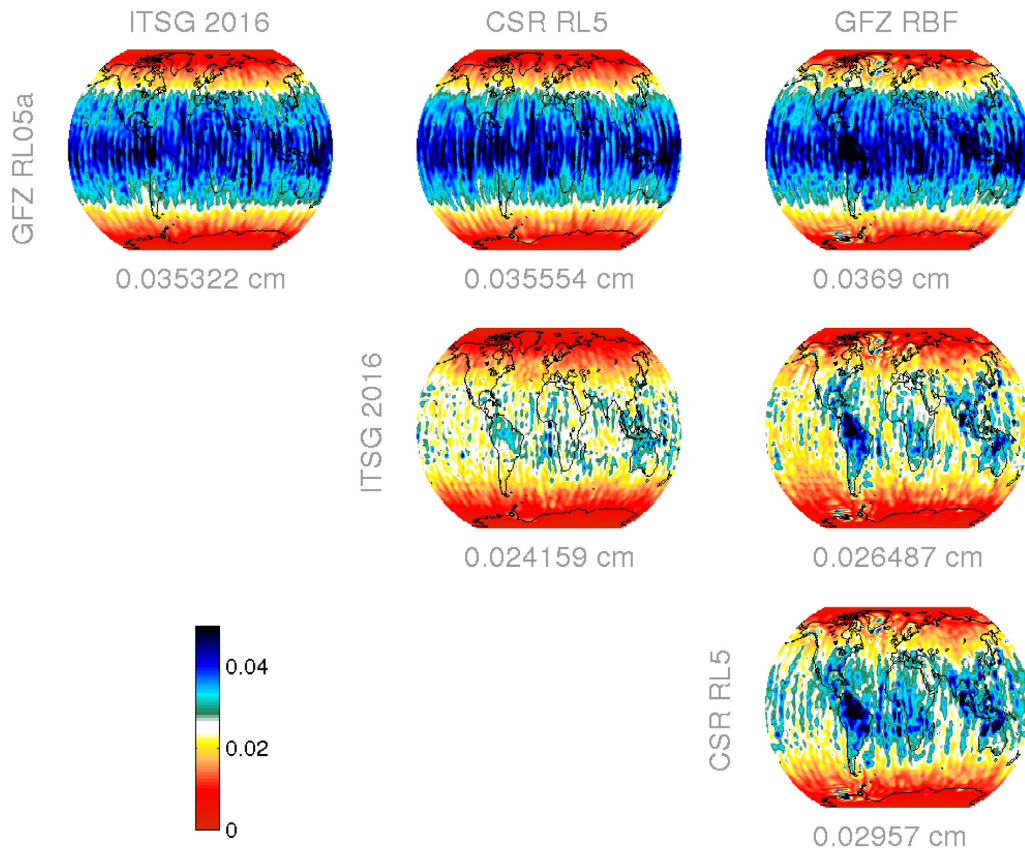 ITSG 2016
CSR RL5
GFZ RBF
GFZ RL05a
0.035322 cm
0.035554 cm
0.0369 cm
ITSG 2016
0.024159 cm
0.026487 cm
0.04
0.02
0
CSR RL5
0.02957 cm